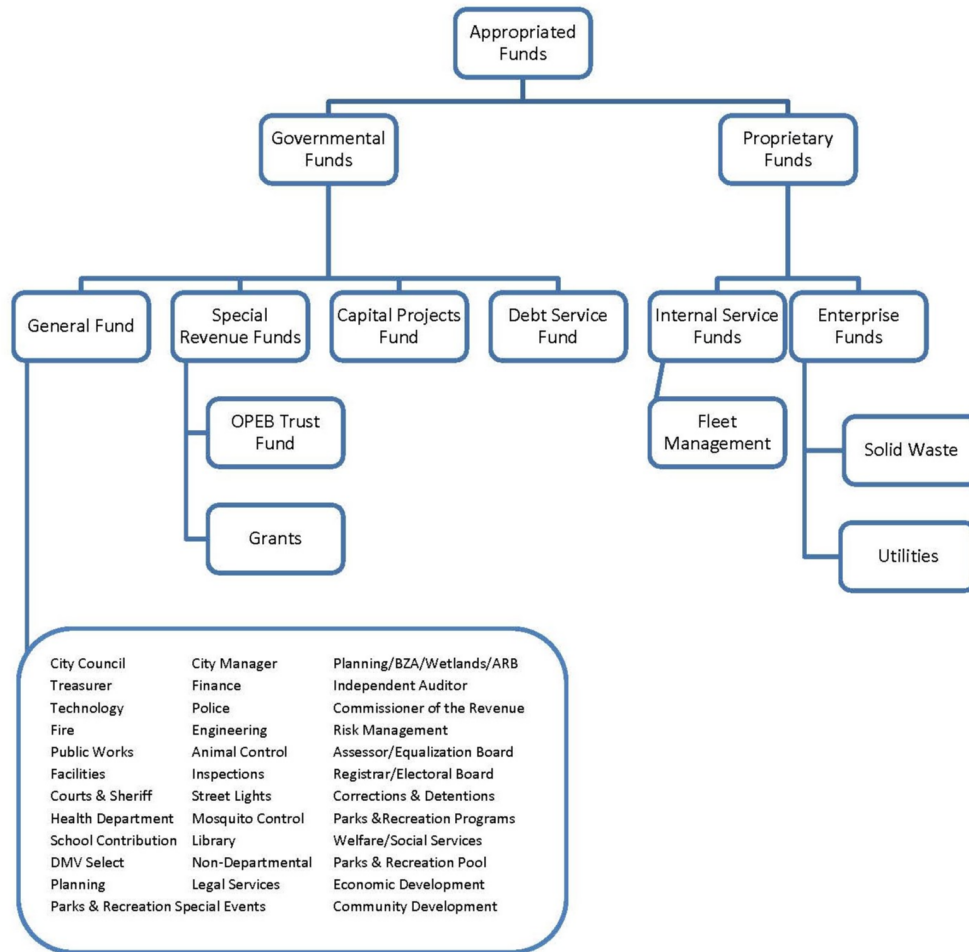 Appropriated
Funds
Governmental
Funds
Proprietary
Funds
General Fund
Special
Revenue Funds
Capital Projects
Fund
Debt Service
Fund
Internal Service
Funds
Enterprise
Funds
OPEB Trust
Fund
Fleet
Management
Solid Waste
Grants
Utilities
City Council City Manager Planning/BZA/Wetlands/ARB
Treasurer Finance Independent Auditor
Technology Police Commissioner of the Revenue
Fire Engineering Risk Management
Public Works Animal Control Assessor/Equalization Board
Facilities Inspections Registrar/Electoral Board
Courts & Sheriff Street Lights Corrections & Detentions
Health Department Mosquito Control Parks &Recreation Programs
School Contribution Library Welfare/Social Services
DMV Select Non-Departmental Parks & Recreation Pool
Planning Legal Services Economic Development
Parks & Recreation Special Events Community Development